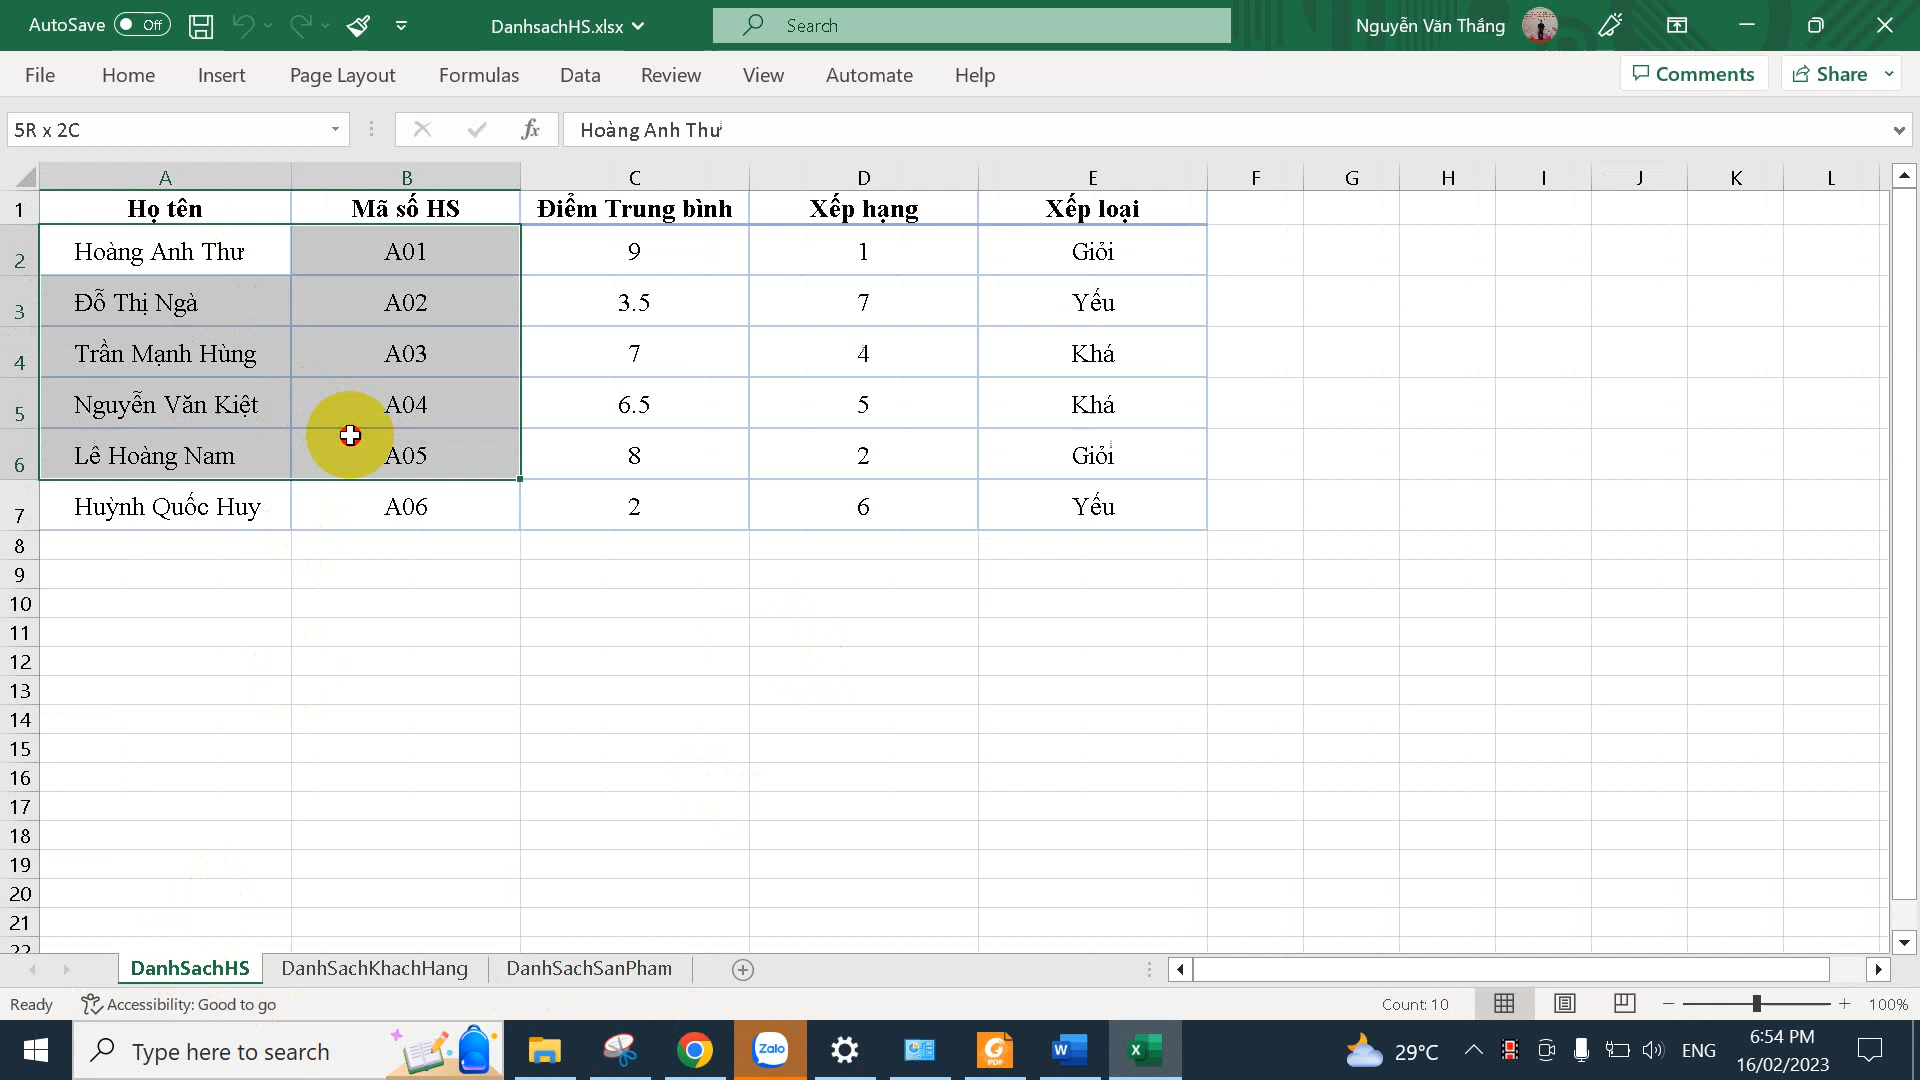 AutoSave Off DanhsachHS.xlsx Search Nguyễn Văn Thắng
File Home Insert Page Layout Formulas Data Review View Automate Help Comments Share
5R x 2C fx Hoàng Anh Thư
A B C D E F G H I J K L
1 Họ tên Mã số HS Điểm Trung bình Xếp hạng Xếp loại
2 Hoàng Anh Thư A01 9 1 Giỏi
3 Đỗ Thị Ngà A02 3.5 7 Yếu
4 Trần Mạnh Hùng A03 7 4 Khá
5 Nguyễn Văn Kiệt A04 6.5 5 Khá
6 Lê Hoàng Nam A05 8 2 Giỏi
7 Huỳnh Quốc Huy A06 2 6 Yếu
8
9
10
11
12
13
14
15
16
17
18
19
20
21
22
DanhSachHS DanhSachKhachHang DanhSachSanPham
Ready Accessibility: Good to go Count: 10 100%
Type here to search Zalo 29°C ENG 6:54 PM
16/02/2023